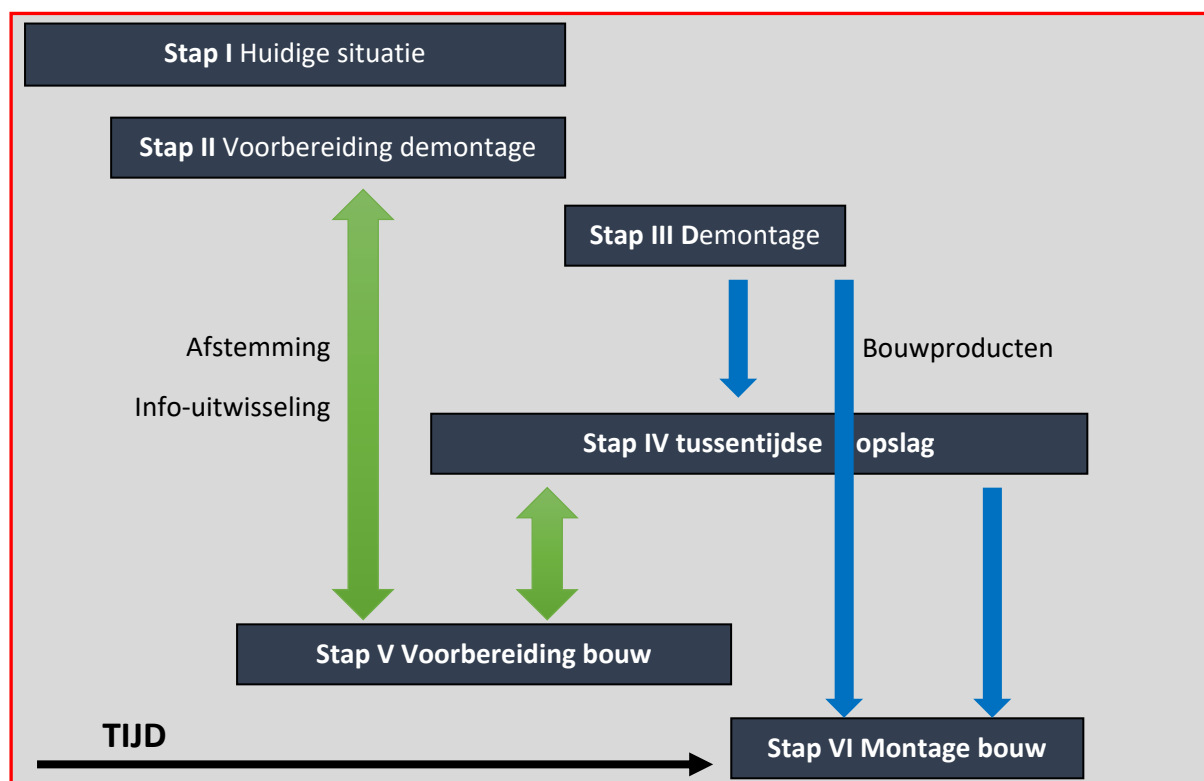 Stap I Huidige situatie
Stap II Voorbereiding demontage
Stap III Demontage
Afstemming
Bouwproducten
Info-uitwisseling
Stap IV tussentijdse opslag
Stap V Voorbereiding bouw
TIJD
Stap VI Montage bouw